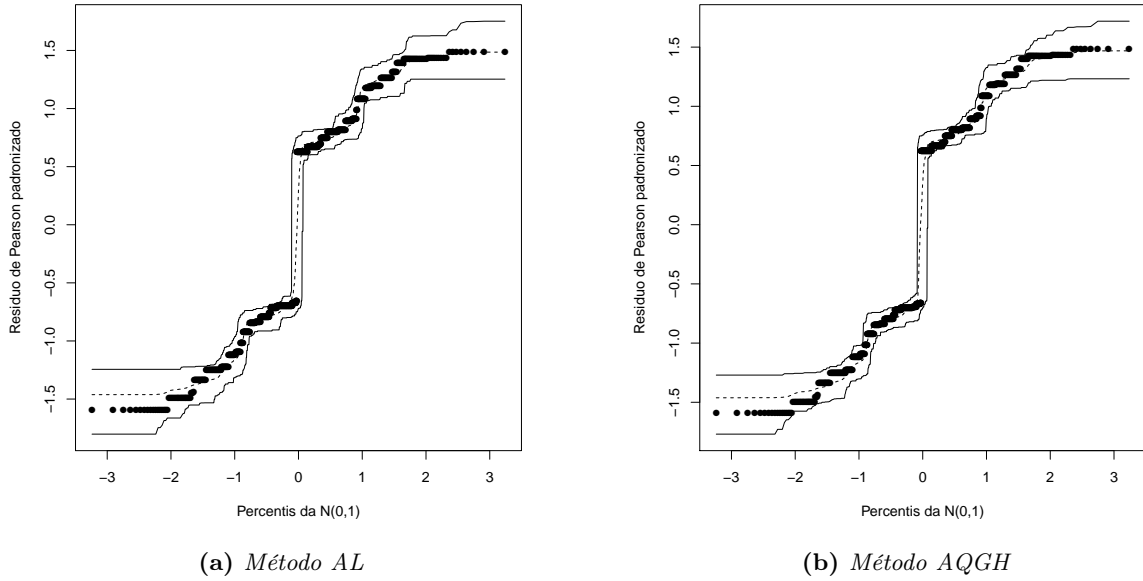 1.5
1.0
0.5
0.0
−0.5
−1.0
−1.5
Resíduo de Pearson padronizado
−3 −2 −1 0 1 2 3
Percentis da N(0,1)
(a) Método AL
1.5
1.0
0.5
0.0
−0.5
−1.0
−1.5
Resíduo de Pearson padronizado
−3 −2 −1 0 1 2 3
Percentis da N(0,1)
(b) Método AQGH